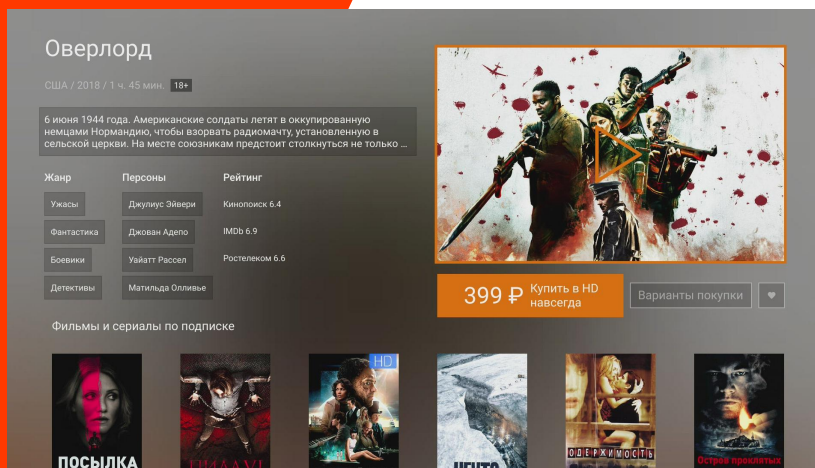 Оверлорд
США / 2018 / 1 ч. 45 мин. 18+
6 июня 1944 года. Американские солдаты летят в оккупированную
немцами Нормандию, чтобы взорвать радиомачту, установленную в
сельской церкви. На месте союзникам предстоит столкнуться не только ...
Жанр Персоны Рейтинг
Ужасы Джулиус Эйвери Кинопоиск 6.4
Фантастика Джован Адепо IMDb 6.9
Боевики Уайатт Рассел Ростелеком 6.6
Детективы Матильда Олливье
399 ₽ Купить в HD
навсегда
Варианты покупки
Фильмы и сериалы по подписке
HD
ПОСЫЛКА
НЕЧТО
ОДЕРЖИМОСТЬ
Остров проклятых